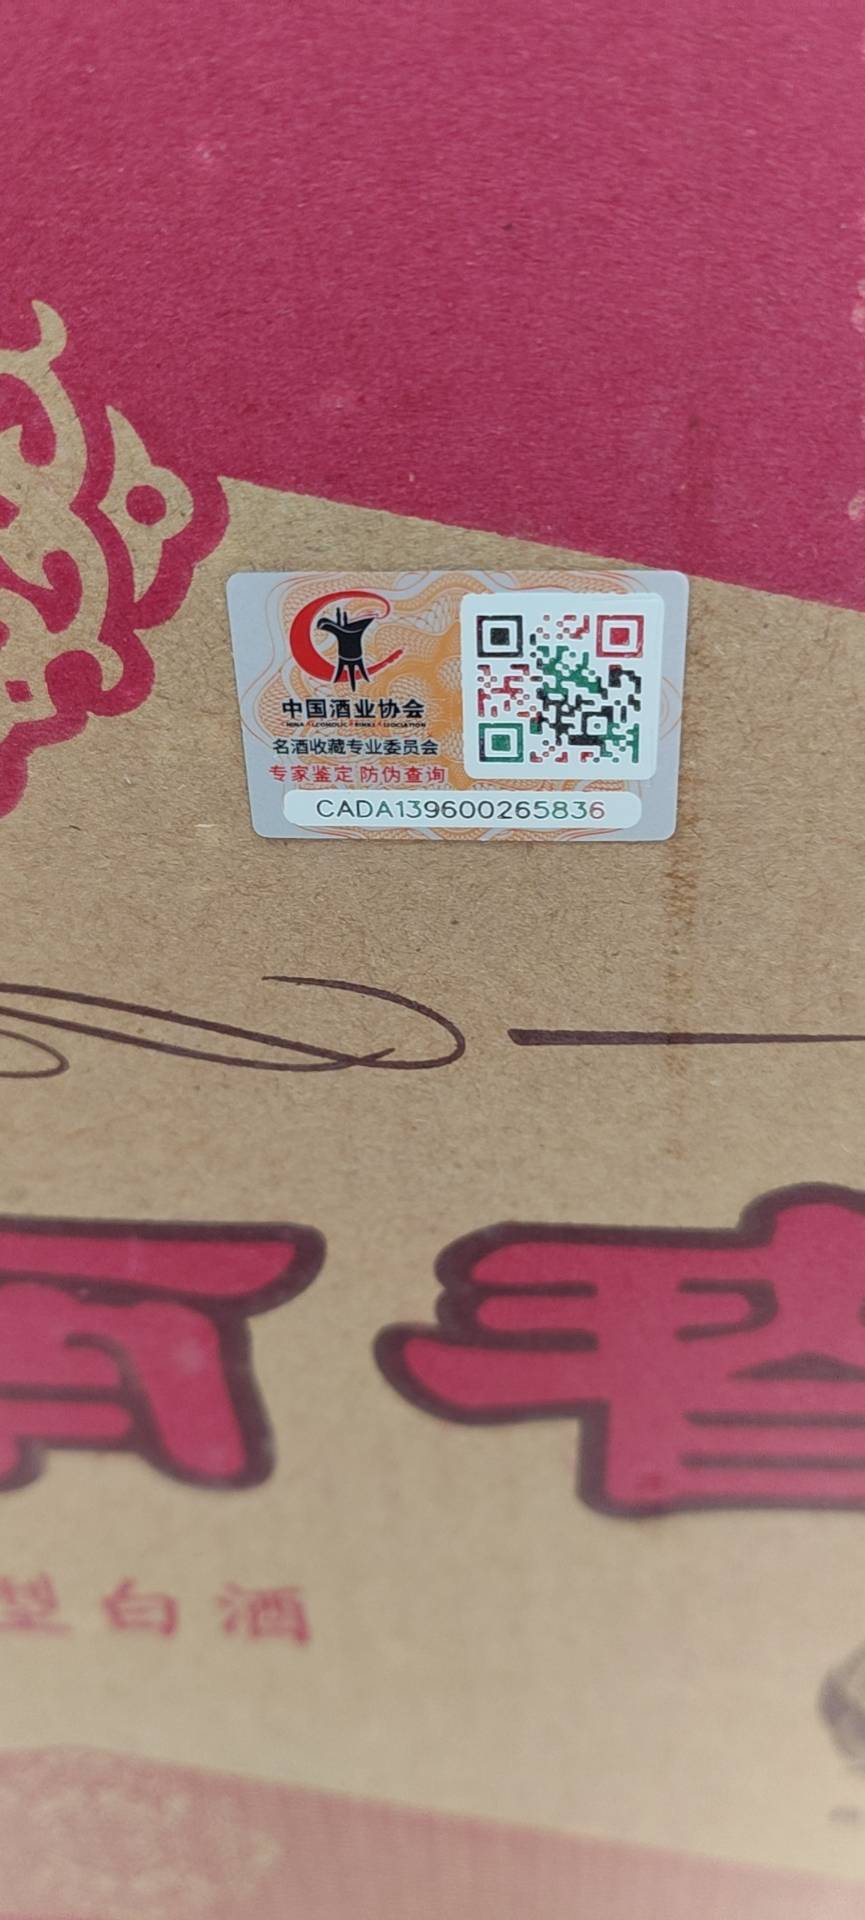 中国酒业协会
CHINA ALCOHOLIC DRINKS ASSOCIATION
名酒收藏专业委员会
专家鉴定 防伪查询
CADA139600265836
型白酒